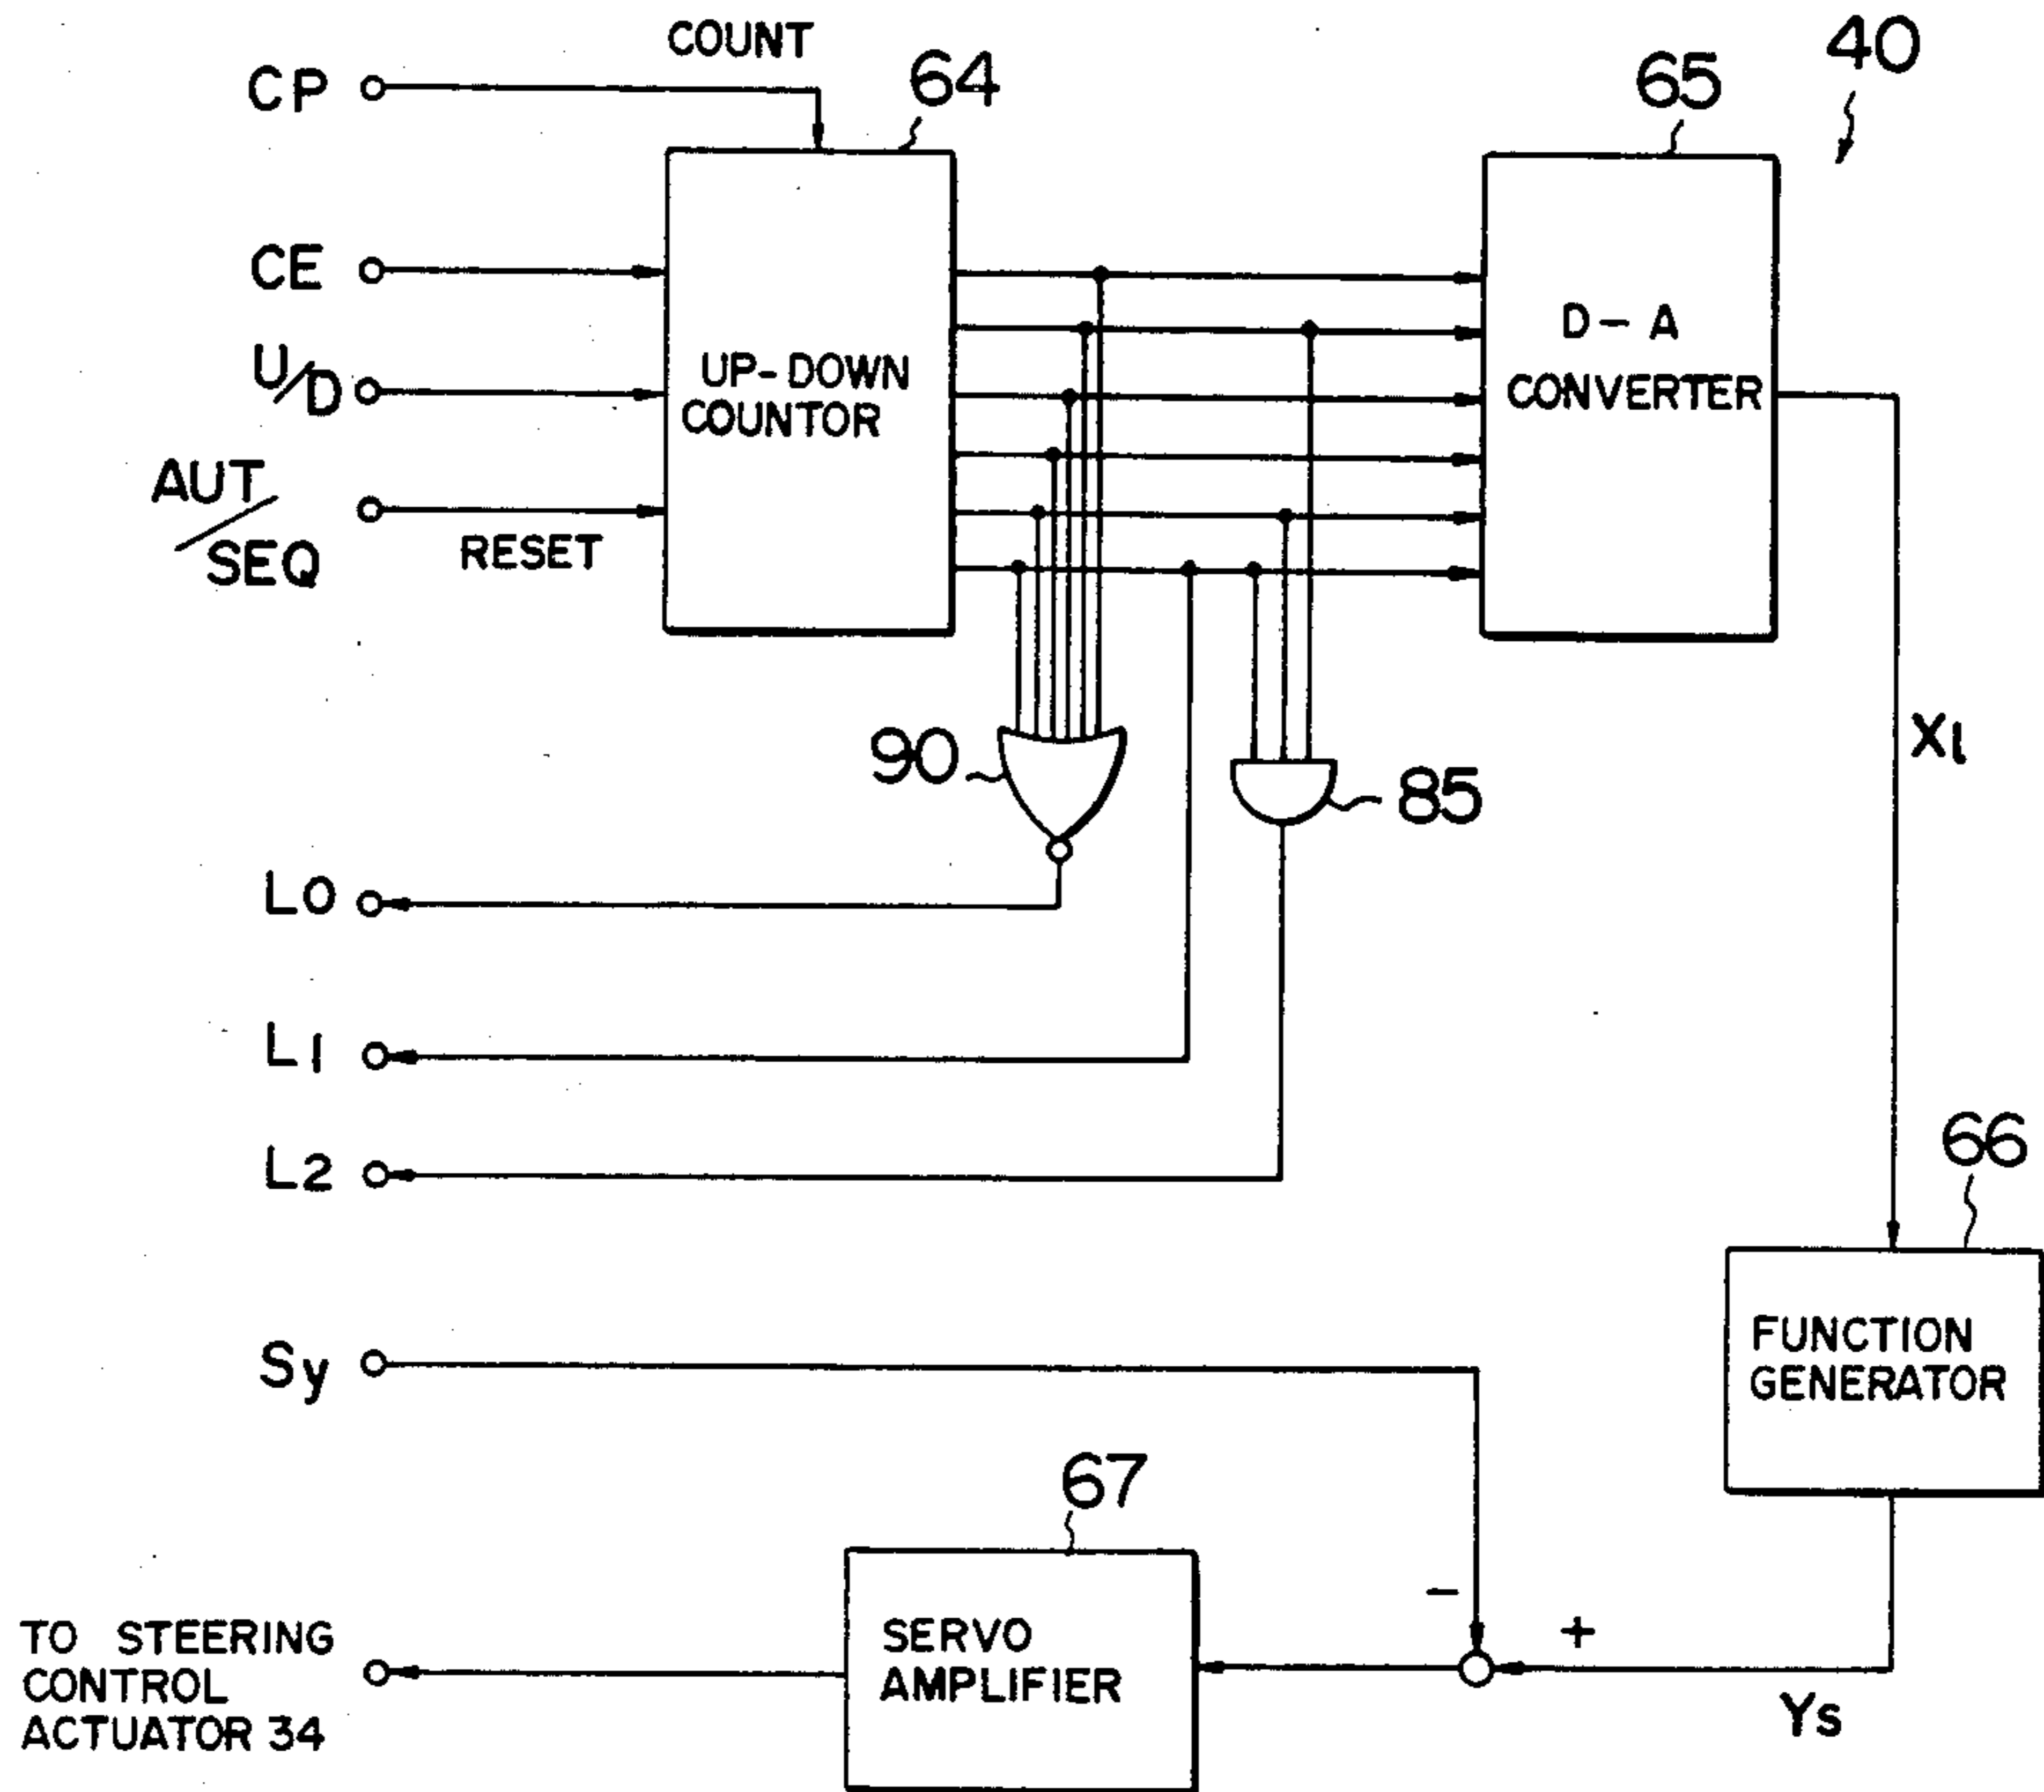 COUNT
CP
64
65
40
CE
U/D
UP-DOWN
COUNTOR
D-A
CONVERTER
AUT/SEQ
RESET
90
85
X1
L0
L1
L2
66
FUNCTION
GENERATOR
Sy
67
SERVO
AMPLIFIER
-
+
Ys
TO STEERING
CONTROL
ACTUATOR 34